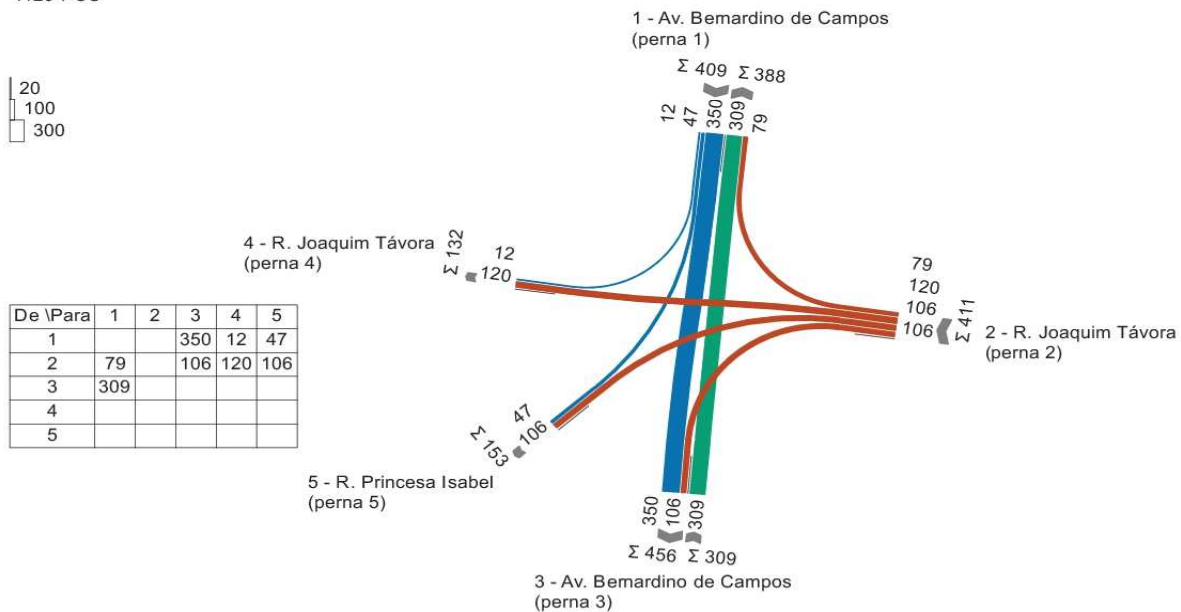 20
100
300
1 - Av. Bemardino de Campos
(perna 1)
Σ 409 Σ 388
12 47 350 309 79
4 - R. Joaquim Távora
(perna 4)
Σ 132
12
120
79
120
106
106
Σ 411
2 - R. Joaquim Távora
(perna 2)
De \Para 1 2 3 4 5
1 350 12 47
2 79 106 120 106
3 309
4
5
47
106
Σ 153
5 - R. Princesa Isabel
(perna 5)
350 106 309
Σ 456 Σ 309
3 - Av. Bemardino de Campos
(perna 3)